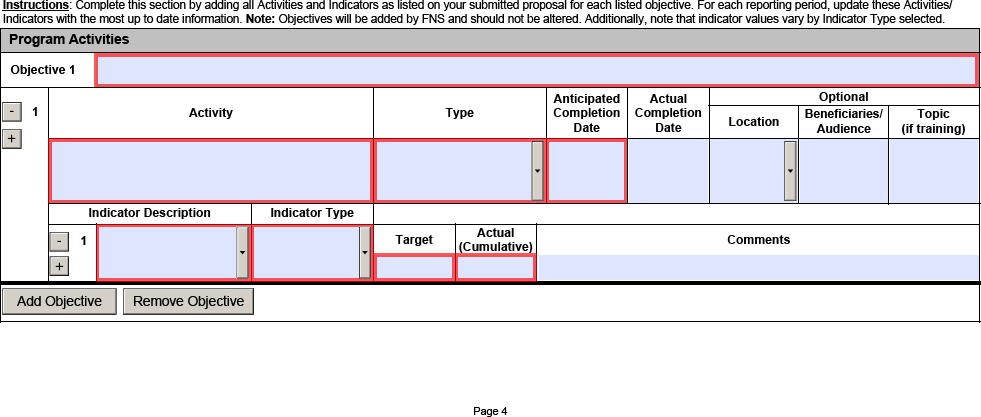 Instructions: Complete this section by adding all Activities and Indicators as listed on your submitted proposal for each listed objective. For each reporting period, update these Activities/
Indicators with the most up to date information. Note: Objectives will be added by FNS and should not be altered. Additionally, note that indicator values vary by Indicator Type selected.
Program Activities
Objective 1
- 1
+
Activity
Type
Anticipated
Completion
Date
Actual
Completion
Date
Optional
Location
Beneficiaries/
Audience
Topic
(if training)
Indicator Description
Indicator Type
- 1
+
Target
Actual
(Cumulative)
Comments
Add Objective
Remove Objective
Page 4